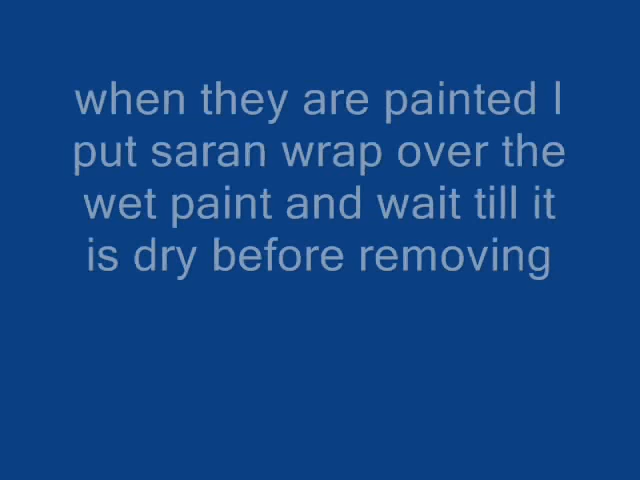 when they are painted I
put saran wrap over the
wet paint and wait till it
is dry before removing